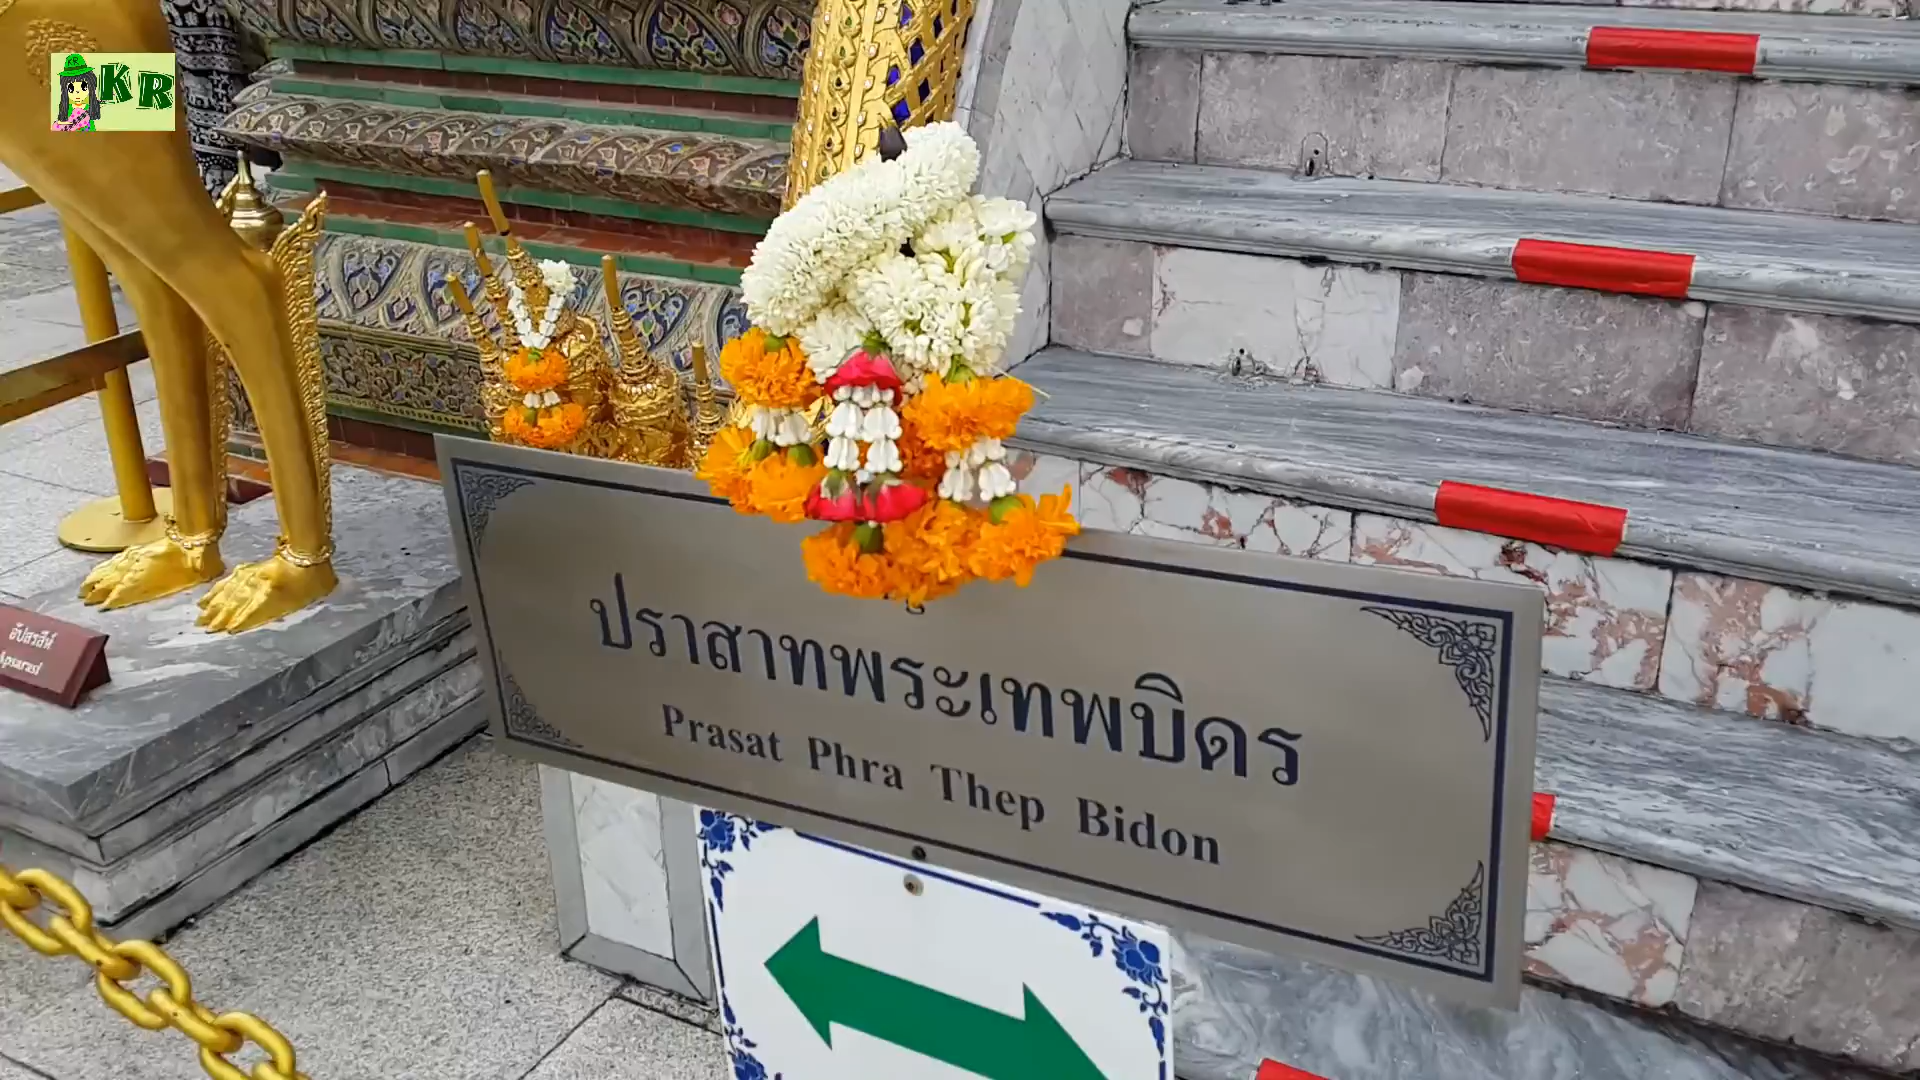 KR
ปราสาทพระเทพบิดร
Prasat Phra Thep Bidon
อัปสรสีห์
Apsarasi